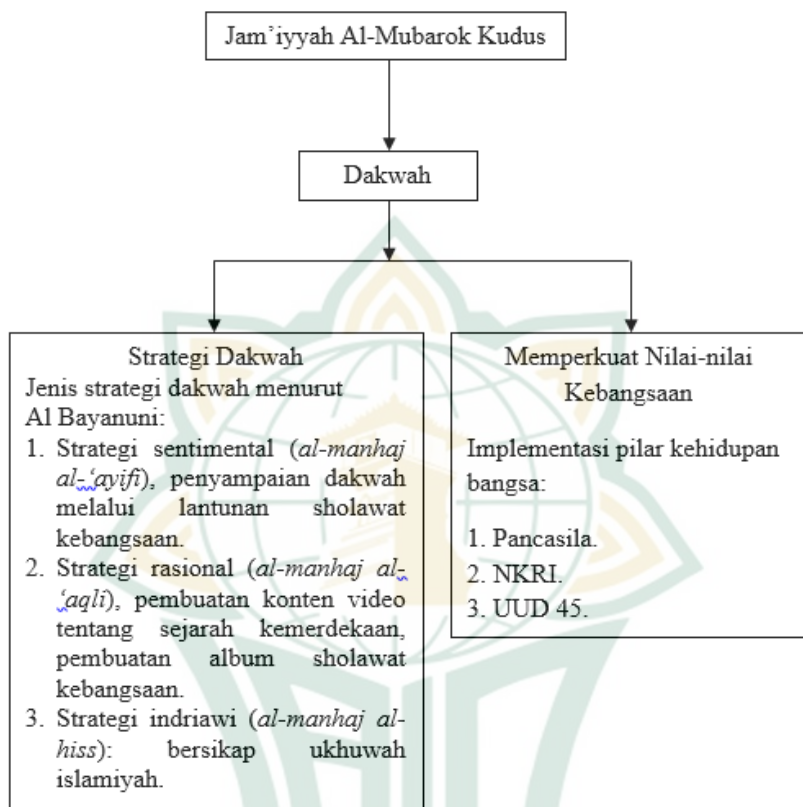 Jam’iyyah Al-Mubarok Kudus
Dakwah
Strategi Dakwah
Jenis strategi dakwah menurut
Al Bayanuni:
1. Strategi sentimental (al-manhaj
al-‘ayifi), penyampaian dakwah
melalui lantunan sholawat
kebangsaan.
2. Strategi rasional (al-manhaj al-
‘aqli), pembuatan konten video
tentang sejarah kemerdekaan,
pembuatan album sholawat
kebangsaan.
3. Strategi indriawi (al-manhaj al-
hiss): bersikap ukhuwah
islamiyah.
Memperkuat Nilai-nilai
Kebangsaan
Implementasi pilar kehidupan
bangsa:
1. Pancasila.
2. NKRI.
3. UUD 45.